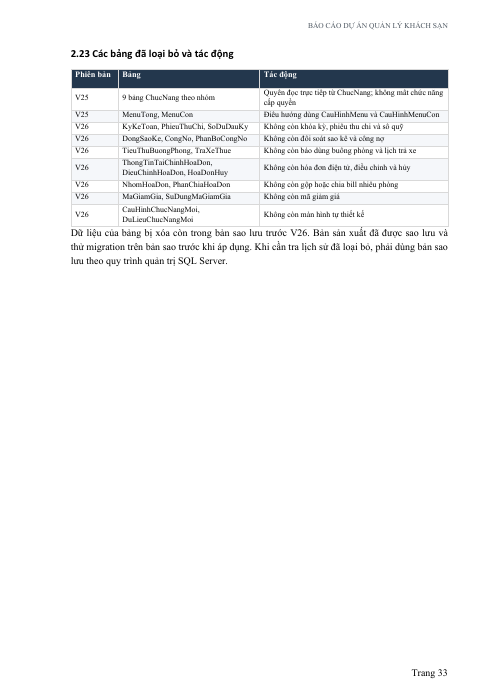 BÁO CÁO DỰ ÁN QUẢN LÝ KHÁCH SẠN
2.23 Các bảng đã loại bỏ và tác động
Phiên bản Bảng Tác động
V25 9 bảng ChucNang theo nhóm Quyền đọc trực tiếp từ ChucNang; không mất chức năng
cấp quyền
V25 MenuTong, MenuCon Điều hướng dùng CauHinhMenu và CauHinhMenuCon
V26 KyKeToan, PhieuThuChi, SoDuDauKy Không còn khóa kỳ, phiếu thu chi và sổ quỹ
V26 DongSaoKe, CongNo, PhanBoCongNo Không còn đối soát sao kê và công nợ
V26 TieuThuBuongPhong, TraXeThue Không còn báo dùng buồng phòng và lịch trả xe
V26 ThongTinTaiChinhHoaDon,
DieuChinhHoaDon, HoaDonHuy Không còn hóa đơn điện tử, điều chỉnh và hủy
V26 NhomHoaDon, PhanChiaHoaDon Không còn gộp hoặc chia bill nhiều phòng
V26 MaGiamGia, SuDungMaGiamGia Không còn mã giảm giá
V26 CauHinhChucNangMoi,
DuLieuChucNangMoi Không còn màn hình tự thiết kế
Dữ liệu của bảng bị xóa còn trong bản sao lưu trước V26. Bản sản xuất đã được sao lưu và
thử migration trên bản sao trước khi áp dụng. Khi cần tra lịch sử đã loại bỏ, phải dùng bản sao
lưu theo quy trình quản trị SQL Server.
Trang 33